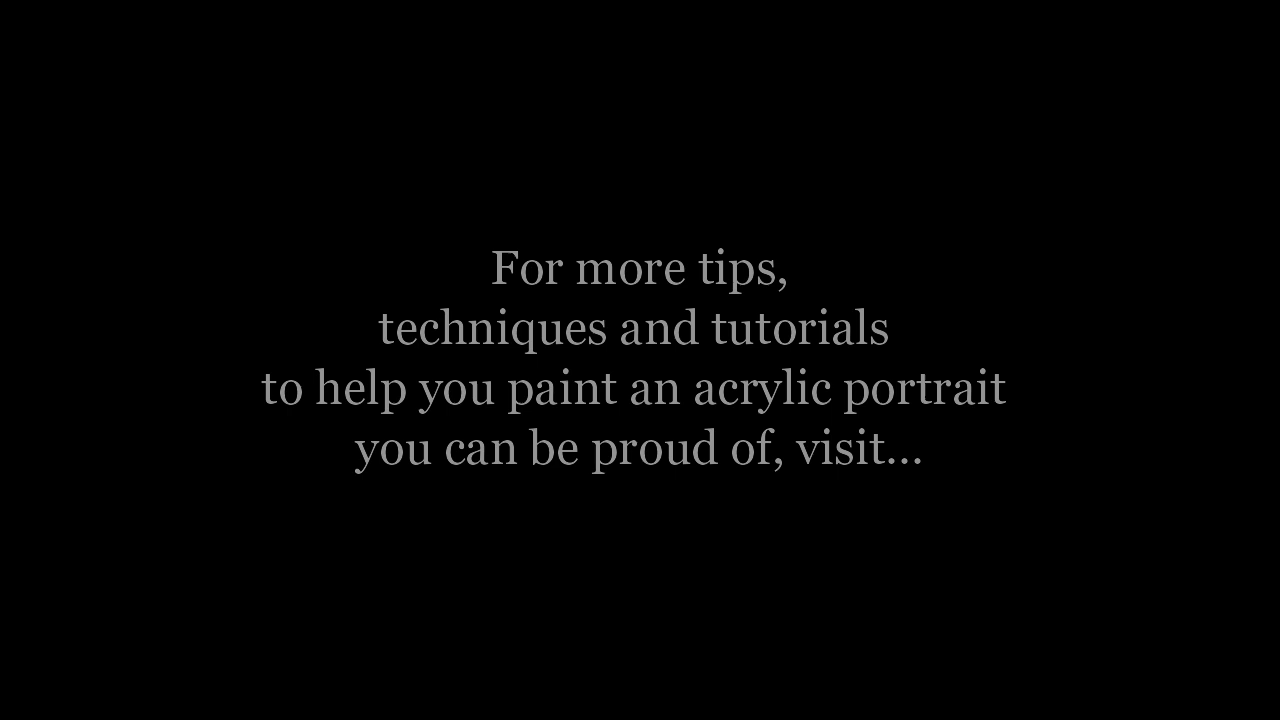 For more tips,
techniques and tutorials
to help you paint an acrylic portrait
you can be proud of, visit...